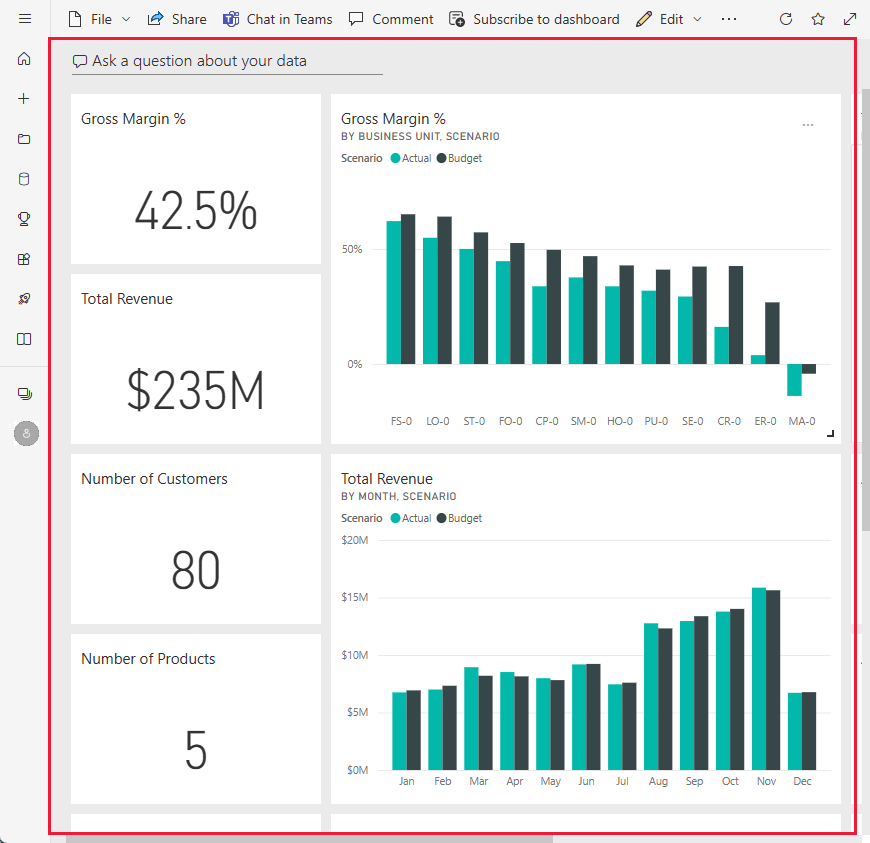 File Share Chat in Teams Comment Subscribe to dashboard Edit ...
Ask a question about your data
Gross Margin %
42.5%
Gross Margin %
BY BUSINESS UNIT, SCENARIO
Scenario Actual Budget
50%
0%
FS-0 LO-0 ST-0 FO-0 CP-0 SM-0 HO-0 PU-0 SE-0 CR-0 ER-0 MA-0
Total Revenue
$235M
Number of Customers
80
Total Revenue
BY MONTH, SCENARIO
Scenario Actual Budget
$20M
$15M
$10M
$5M
$0M
Jan Feb Mar Apr May Jun Jul Aug Sep Oct Nov Dec
Number of Products
5